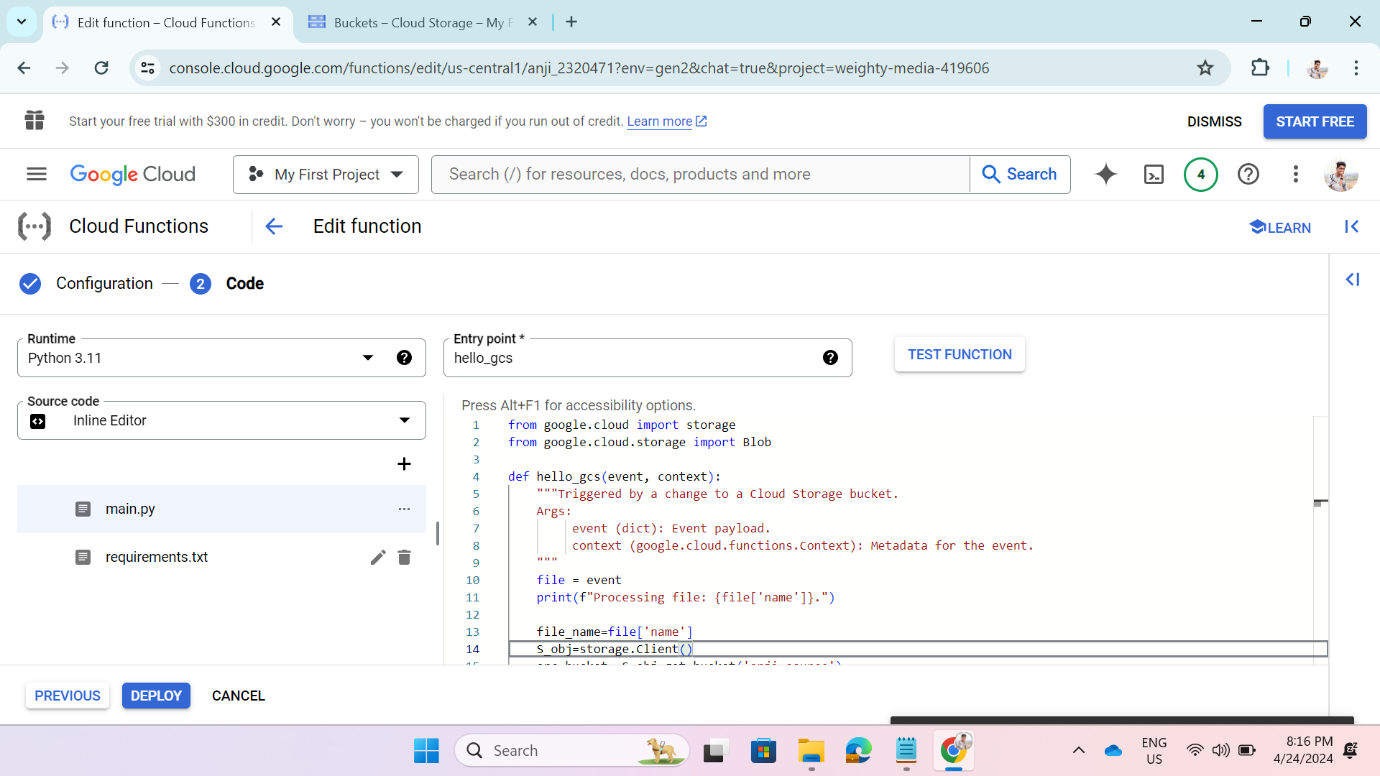 Edit function – Cloud Functions
Buckets – Cloud Storage – My F
console.cloud.google.com/functions/edit/us-central1/anji_2320471?env=gen2&chat=true&project=weighty-media-419606
Start your free trial with $300 in credit. Don't worry – you won't be charged if you run out of credit. Learn more
DISMISS
START FREE
Google Cloud
My First Project
Search (/) for resources, docs, products and more
Search
4
Cloud Functions
Edit function
LEARN
Configuration
2
Code
Runtime
Python 3.11
Entry point *
hello_gcs
TEST FUNCTION
Source code
Inline Editor
main.py
requirements.txt
Press Alt+F1 for accessibility options.
1 from google.cloud import storage
2 from google.cloud.storage import Blob
3
4 def hello_gcs(event, context):
5 """Triggered by a change to a Cloud Storage bucket.
6 Args:
7 event (dict): Event payload.
8 context (google.cloud.functions.Context): Metadata for the event.
9 """
10 file = event
11 print(f"Processing file: {file['name']}.")
12
13 file_name=file['name']
14 S_obj=storage.Client()
PREVIOUS
DEPLOY
CANCEL
Search
ENG
US
8:16 PM
4/24/2024